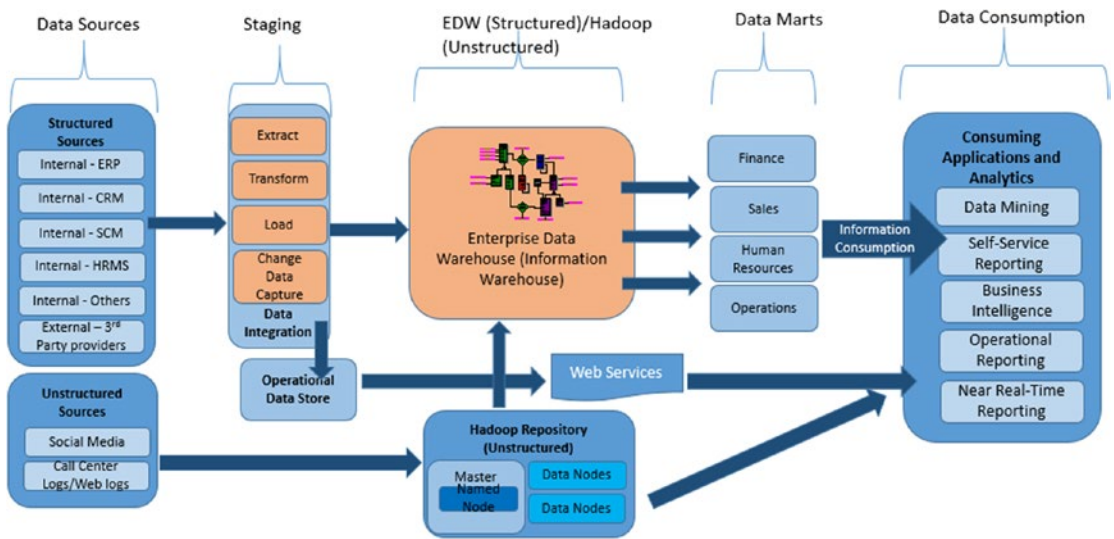 Data Sources
Staging
EDW (Structured)/Hadoop
(Unstructured)
Data Marts
Data Consumption
Structured
Sources
Internal - ERP
Internal - CRM
Internal - SCM
Internal - HRMS
Internal - Others
External – 3rd
Party providers
Unstructured
Sources
Social Media
Call Center
Logs/Web logs
Extract
Transform
Load
Change
Data
Capture
Data
Integration
Operational
Data Store
Enterprise Data
Warehouse (Information
Warehouse)
Web Services
Hadoop Repository
(Unstructured)
Master
Named
Node
Data Nodes
Data Nodes
Finance
Sales
Human
Resources
Operations
Information
Consumption
Consuming
Applications and
Analytics
Data Mining
Self-Service
Reporting
Business
Intelligence
Operational
Reporting
Near Real-Time
Reporting